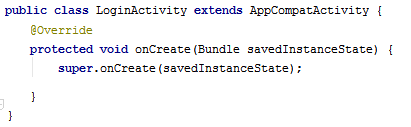 public class LoginActivity extends AppCompatActivity {
    @Override
    protected void onCreate(Bundle savedInstanceState) {
        super.onCreate(savedInstanceState);
    }
}